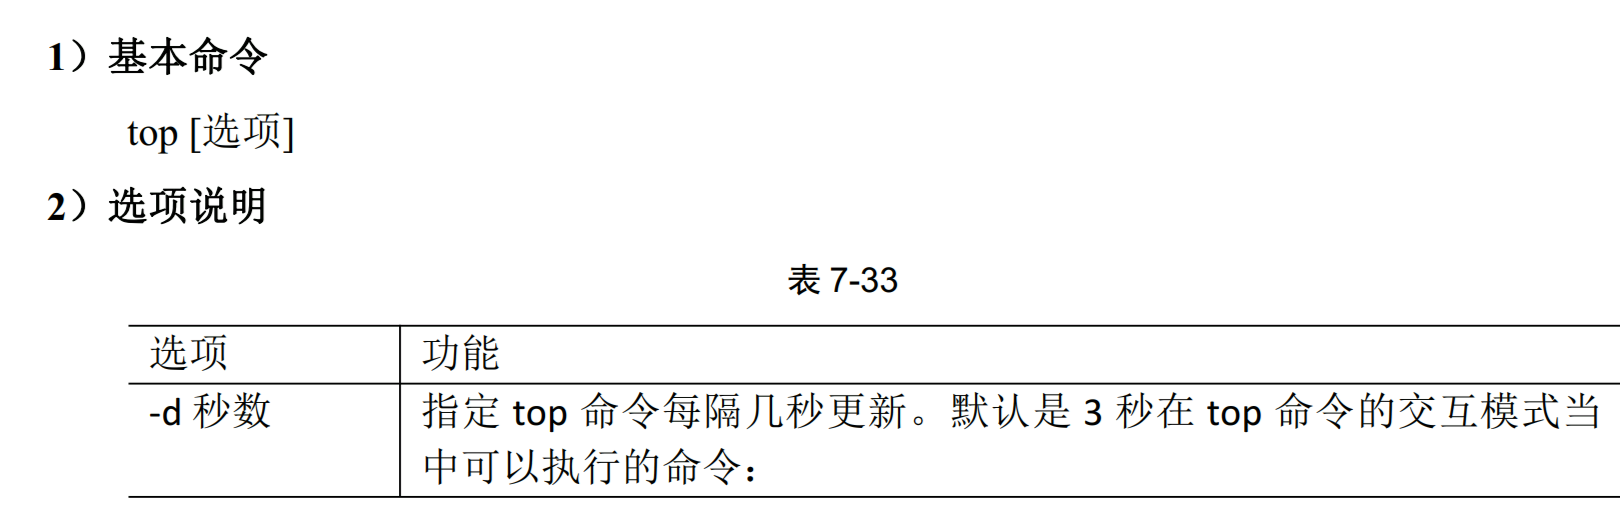 1）基本命令
top [选项]
2）选项说明
表 7-33
选项 功能
-d 秒数 指定 top 命令每隔几秒更新。默认是 3 秒在 top 命令的交互模式当
中可以执行的命令：